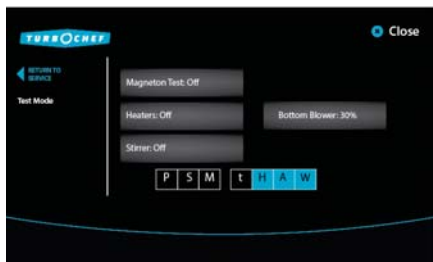 TURBOCHEF
Close
RETURN TO
SERVICE
Test Mode
Magneton Test: Off
Heaters: Off
Bottom Blower: 30%
Stirrer: Off
P S M t H A W